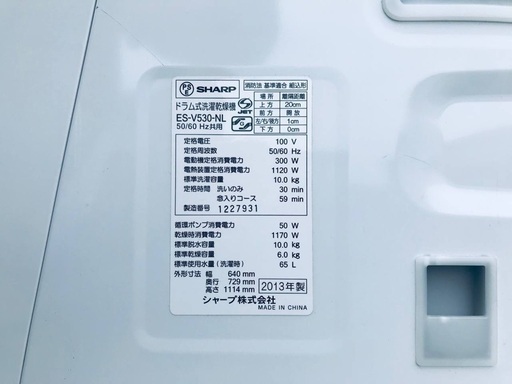 PS E SHARP
ドラム式洗濯乾燥機
ES-V530-NL
50/60 Hz共用
JET
消防法 基準適合 組込形
場所 離隔距離
上方 20cm
前方 開放
左/右/後方 1cm
下方 0cm
定格電圧 100 V
定格周波数 50/60 Hz
電動機定格消費電力 300 W
電熱装置定格消費電力 1120 W
標準洗濯容量 10.0 kg
定格時間 洗いのみ 30 min
念入りコース 59 min
製造番号 1227931
循環ポンプ消費電力 50 W
乾燥時消費電力 1170 W
標準脱水容量 10.0 kg
標準乾燥容量 6.0 kg
標準使用水量(洗濯時) 65 L
外形寸法 幅 640 mm
奥行 729 mm
高さ 1114 mm
2013年製
シャープ株式会社
MADE IN CHINA